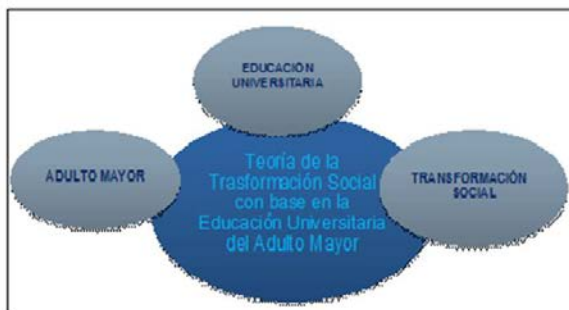 EDUCACIÓN
UNIVERSITARIA
ADULTO MAYOR
Teoría de la
Trasformación Social
con base en la
Educación Universitaria
del Adulto Mayor
TRANSFORMACIÓN
SOCIAL